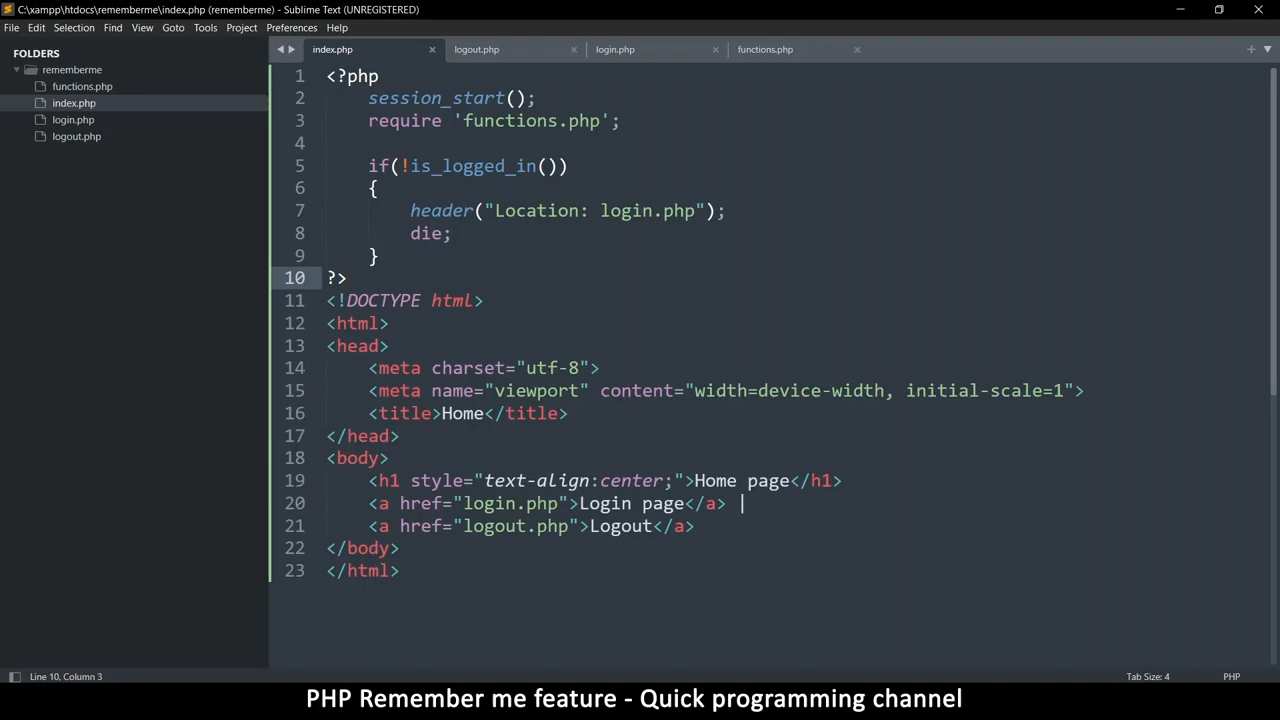 C:\xampp\htdocs\rememberme\index.php (rememberme) - Sublime Text (UNREGISTERED)
File Edit Selection Find View Goto Tools Project Preferences Help
FOLDERS
rememberme
functions.php
index.php
login.php
logout.php
index.php logout.php login.php functions.php
1 <?php
2 session_start();
3 require 'functions.php';
4
5 if(!is_logged_in())
6 {
7 header("Location: login.php");
8 die;
9 }
10 ?>
11 <!DOCTYPE html>
12 <html>
13 <head>
14 <meta charset="utf-8">
15 <meta name="viewport" content="width=device-width, initial-scale=1">
16 <title>Home</title>
17 </head>
18 <body>
19 <h1 style="text-align:center;">Home page</h1>
20 <a href="login.php">Login page</a> |
21 <a href="logout.php">Logout</a>
22 </body>
23 </html>
Line 10, Column 3
Tab Size: 4
PHP
PHP Remember me feature - Quick programming channel